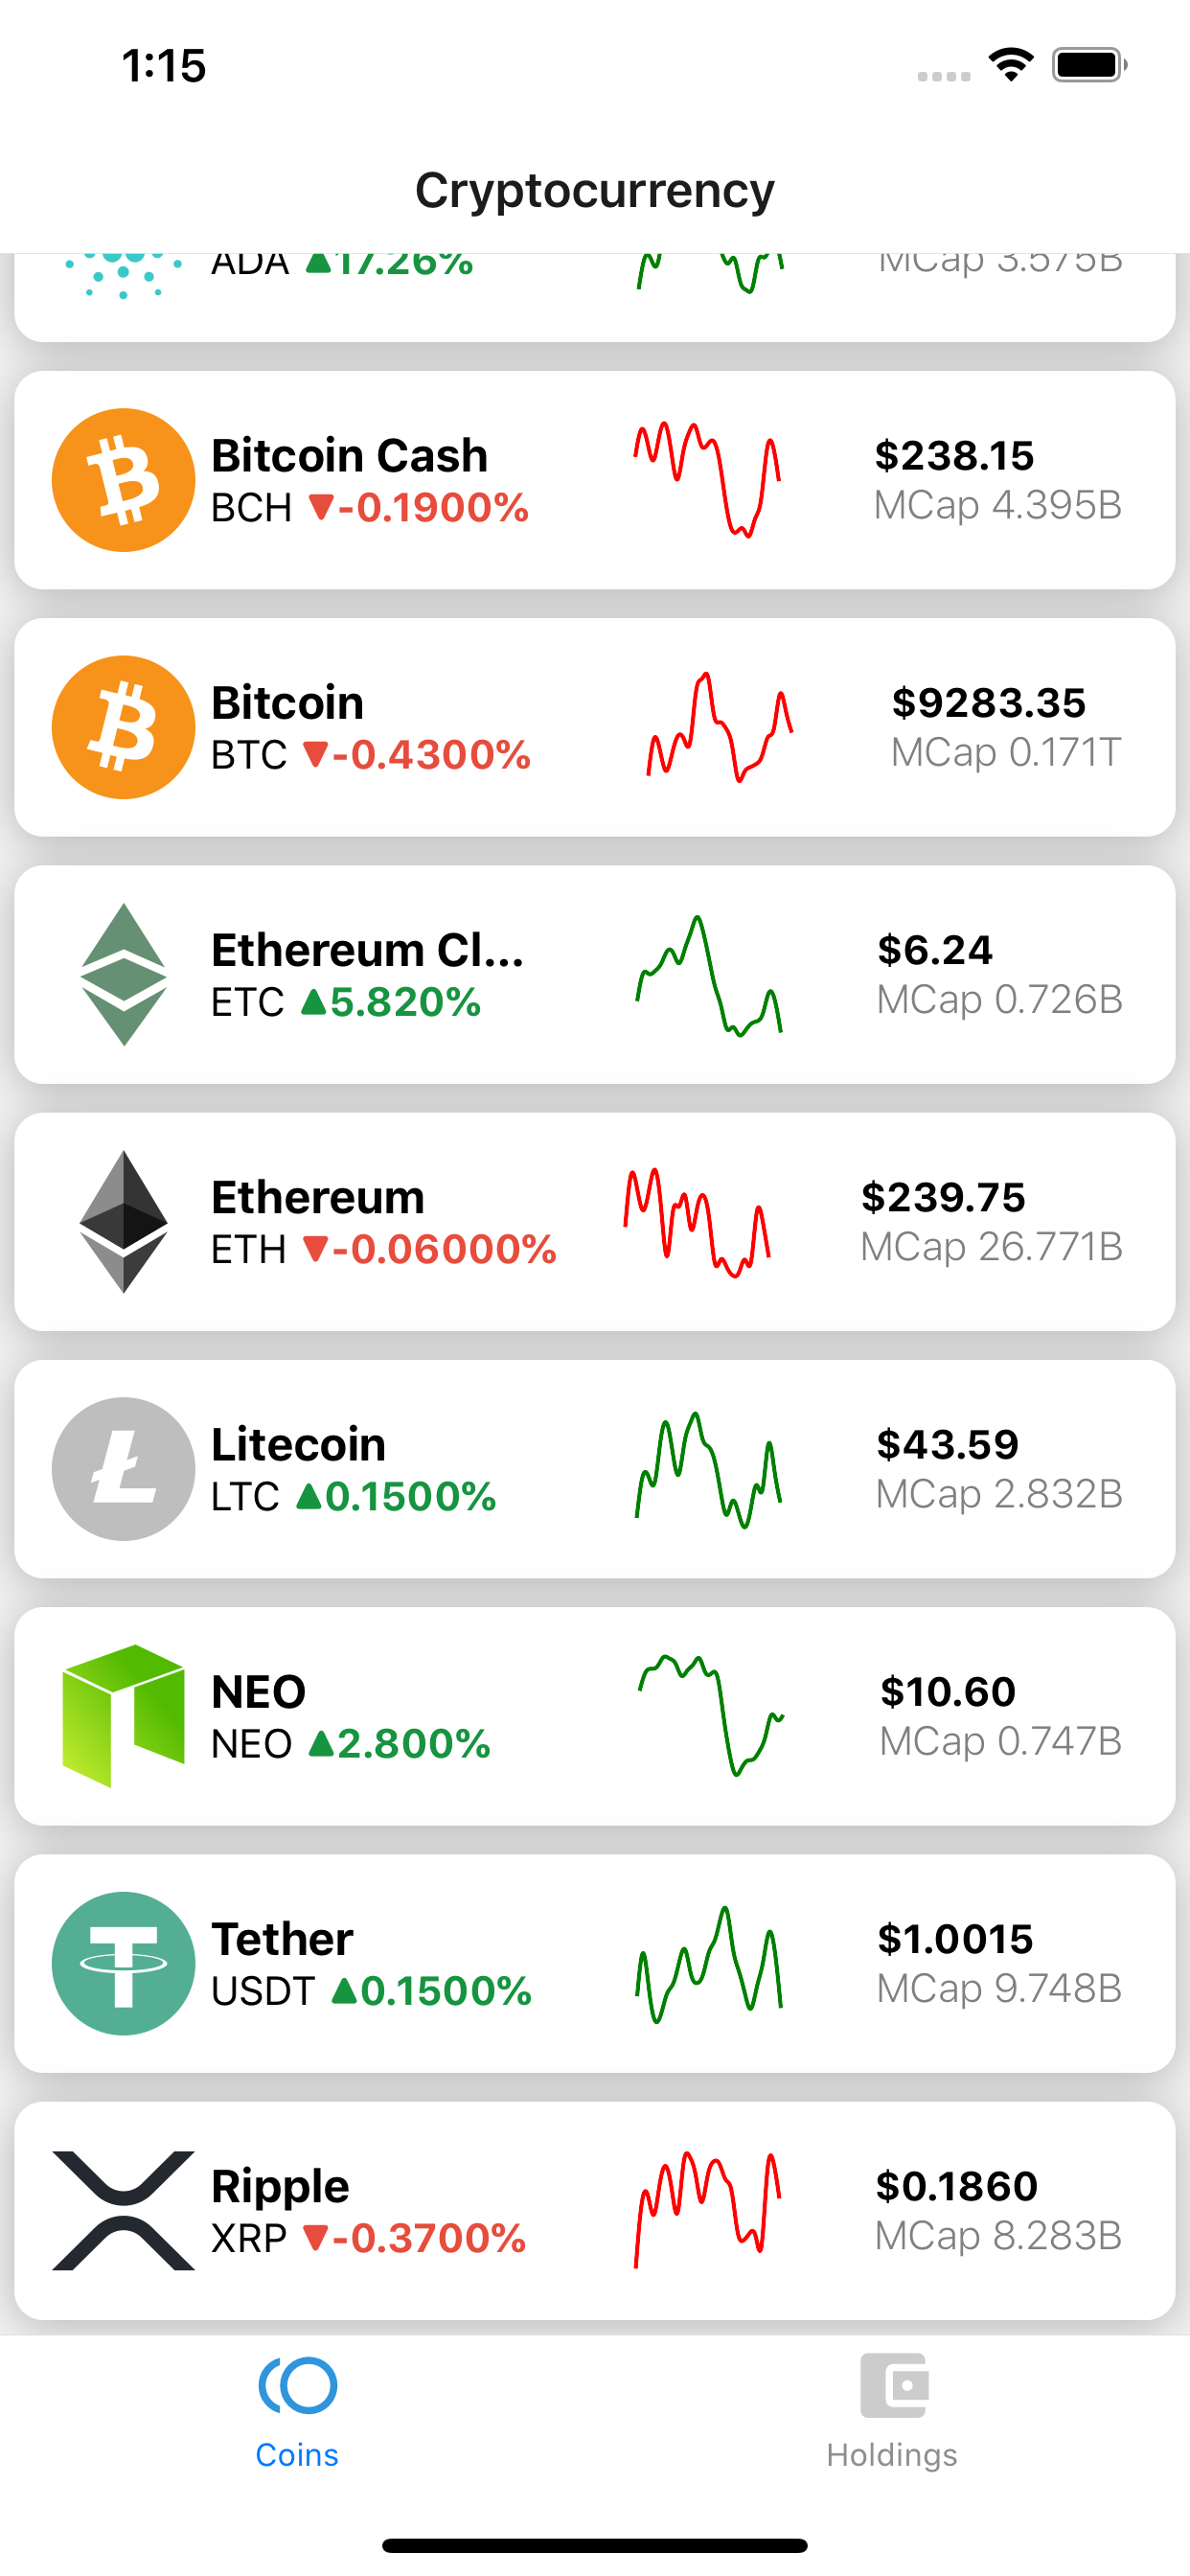 1:15
Cryptocurrency
ADA ▲17.26%
MCap 3.575B
Bitcoin Cash
$238.15
BCH ▼-0.1900%
MCap 4.395B
Bitcoin
$9283.35
BTC ▼-0.4300%
MCap 0.171T
Ethereum Cl...
$6.24
ETC ▲5.820%
MCap 0.726B
Ethereum
$239.75
ETH ▼-0.06000%
MCap 26.771B
Litecoin
$43.59
LTC ▲0.1500%
MCap 2.832B
NEO
$10.60
NEO ▲2.800%
MCap 0.747B
Tether
$1.0015
USDT ▲0.1500%
MCap 9.748B
Ripple
$0.1860
XRP ▼-0.3700%
MCap 8.283B
Coins
Holdings